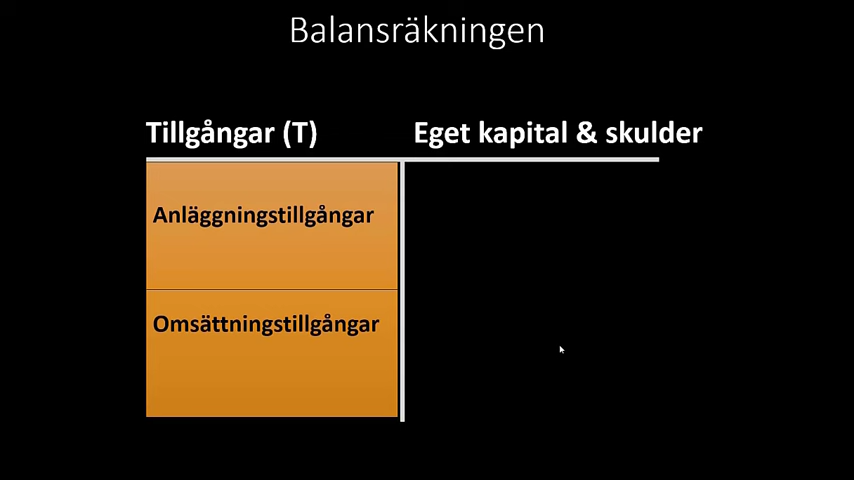 Balansräkningen
Tillgångar (T)
Eget kapital & skulder
Anläggningstillgångar
Omsättningstillgångar